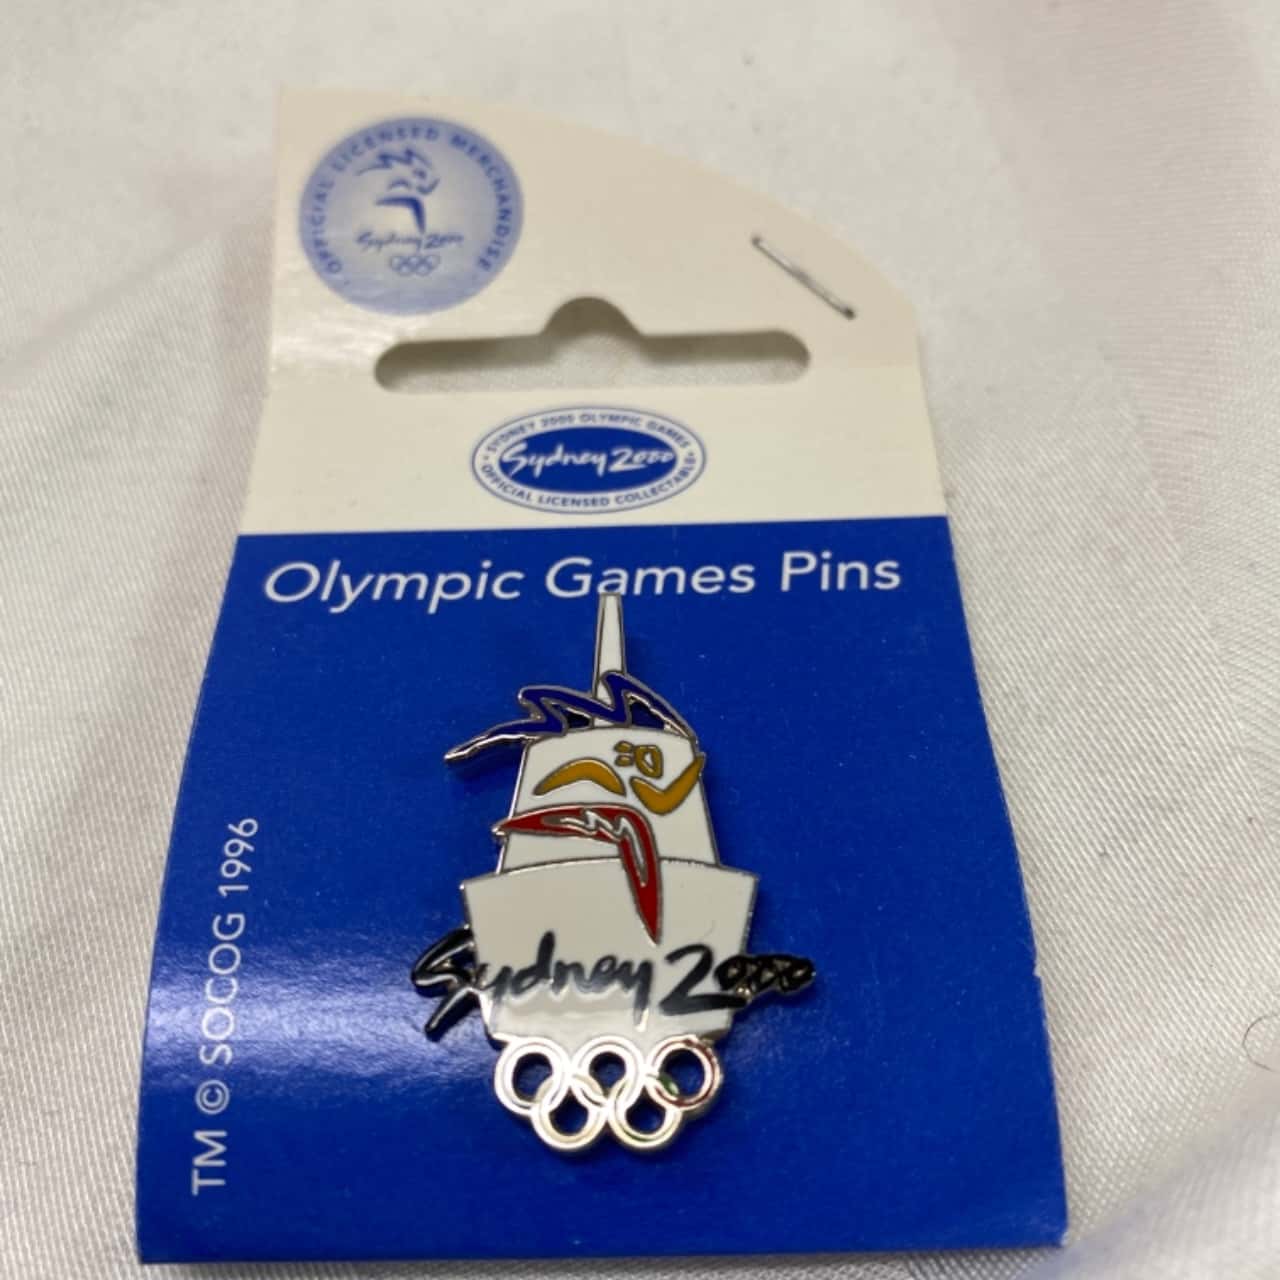 · OFFICIAL LICENSED MERCHANDISE ·
Sydney 2000
· SYDNEY 2000 OLYMPIC GAMES ·
Sydney 2000
OFFICIAL LICENSED COLLECTABLE
Olympic Games Pins
Sydney 2000
TM © SOCOG 1996